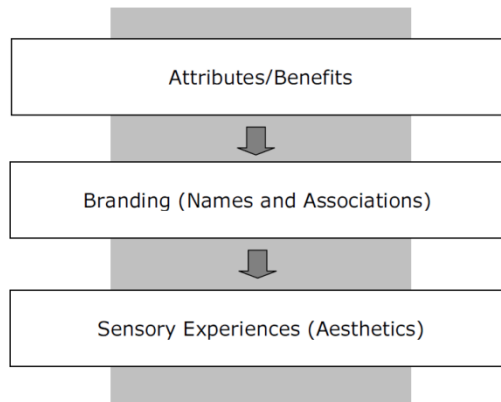 Attributes/Benefits
Branding (Names and Associations)
Sensory Experiences (Aesthetics)